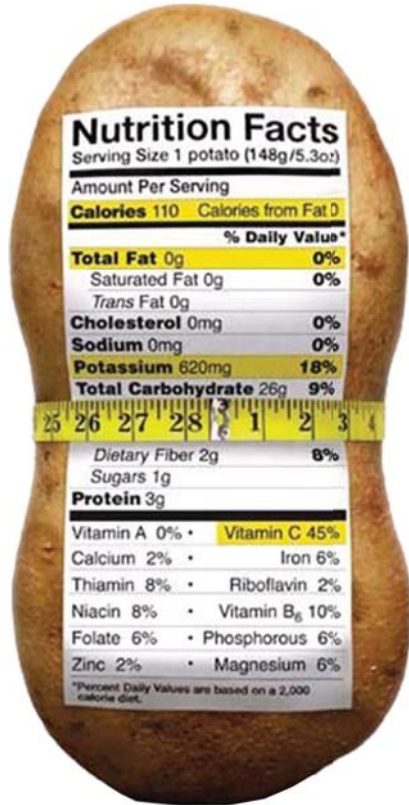 Nutrition Facts
Serving Size 1 potato (148g/5.3oz)
Amount Per Serving
Calories 110 Calories from Fat 0
% Daily Value*
Total Fat 0g 0%
Saturated Fat 0g 0%
Trans Fat 0g
Cholesterol 0mg 0%
Sodium 0mg 0%
Potassium 620mg 18%
Total Carbohydrate 26g 9%
25 26 27 28 1 2 3 4
Dietary Fiber 2g 8%
Sugars 1g
Protein 3g
Vitamin A 0% • Vitamin C 45%
Calcium 2% • Iron 6%
Thiamin 8% • Riboflavin 2%
Niacin 8% • Vitamin B₆ 10%
Folate 6% • Phosphorous 6%
Zinc 2% • Magnesium 6%
*Percent Daily Values are based on a 2,000
calorie diet.